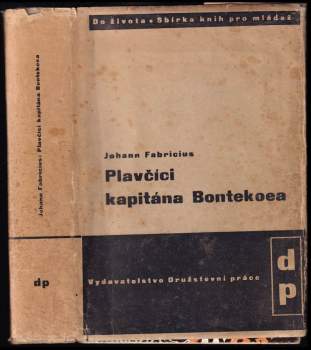 Do života • Sbírka knih pro mládež
Johann Fabricius
Plavčíci
kapitána Bontekoea
d
p
Vydavatelstvo Družstevní práce
Johann Fabricius: Plavčíci kapitána Bontekoea
dp